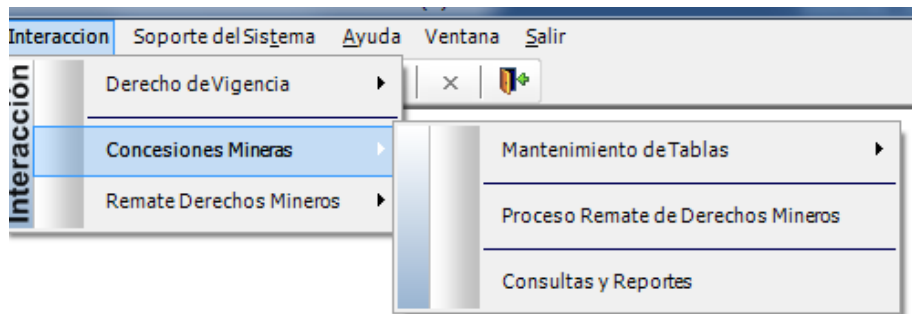 Interaccion Soporte del Sistema Ayuda Ventana Salir
Interacción
Derecho de Vigencia
Concesiones Mineras
Remate Derechos Mineros
Mantenimiento de Tablas
Proceso Remate de Derechos Mineros
Consultas y Reportes